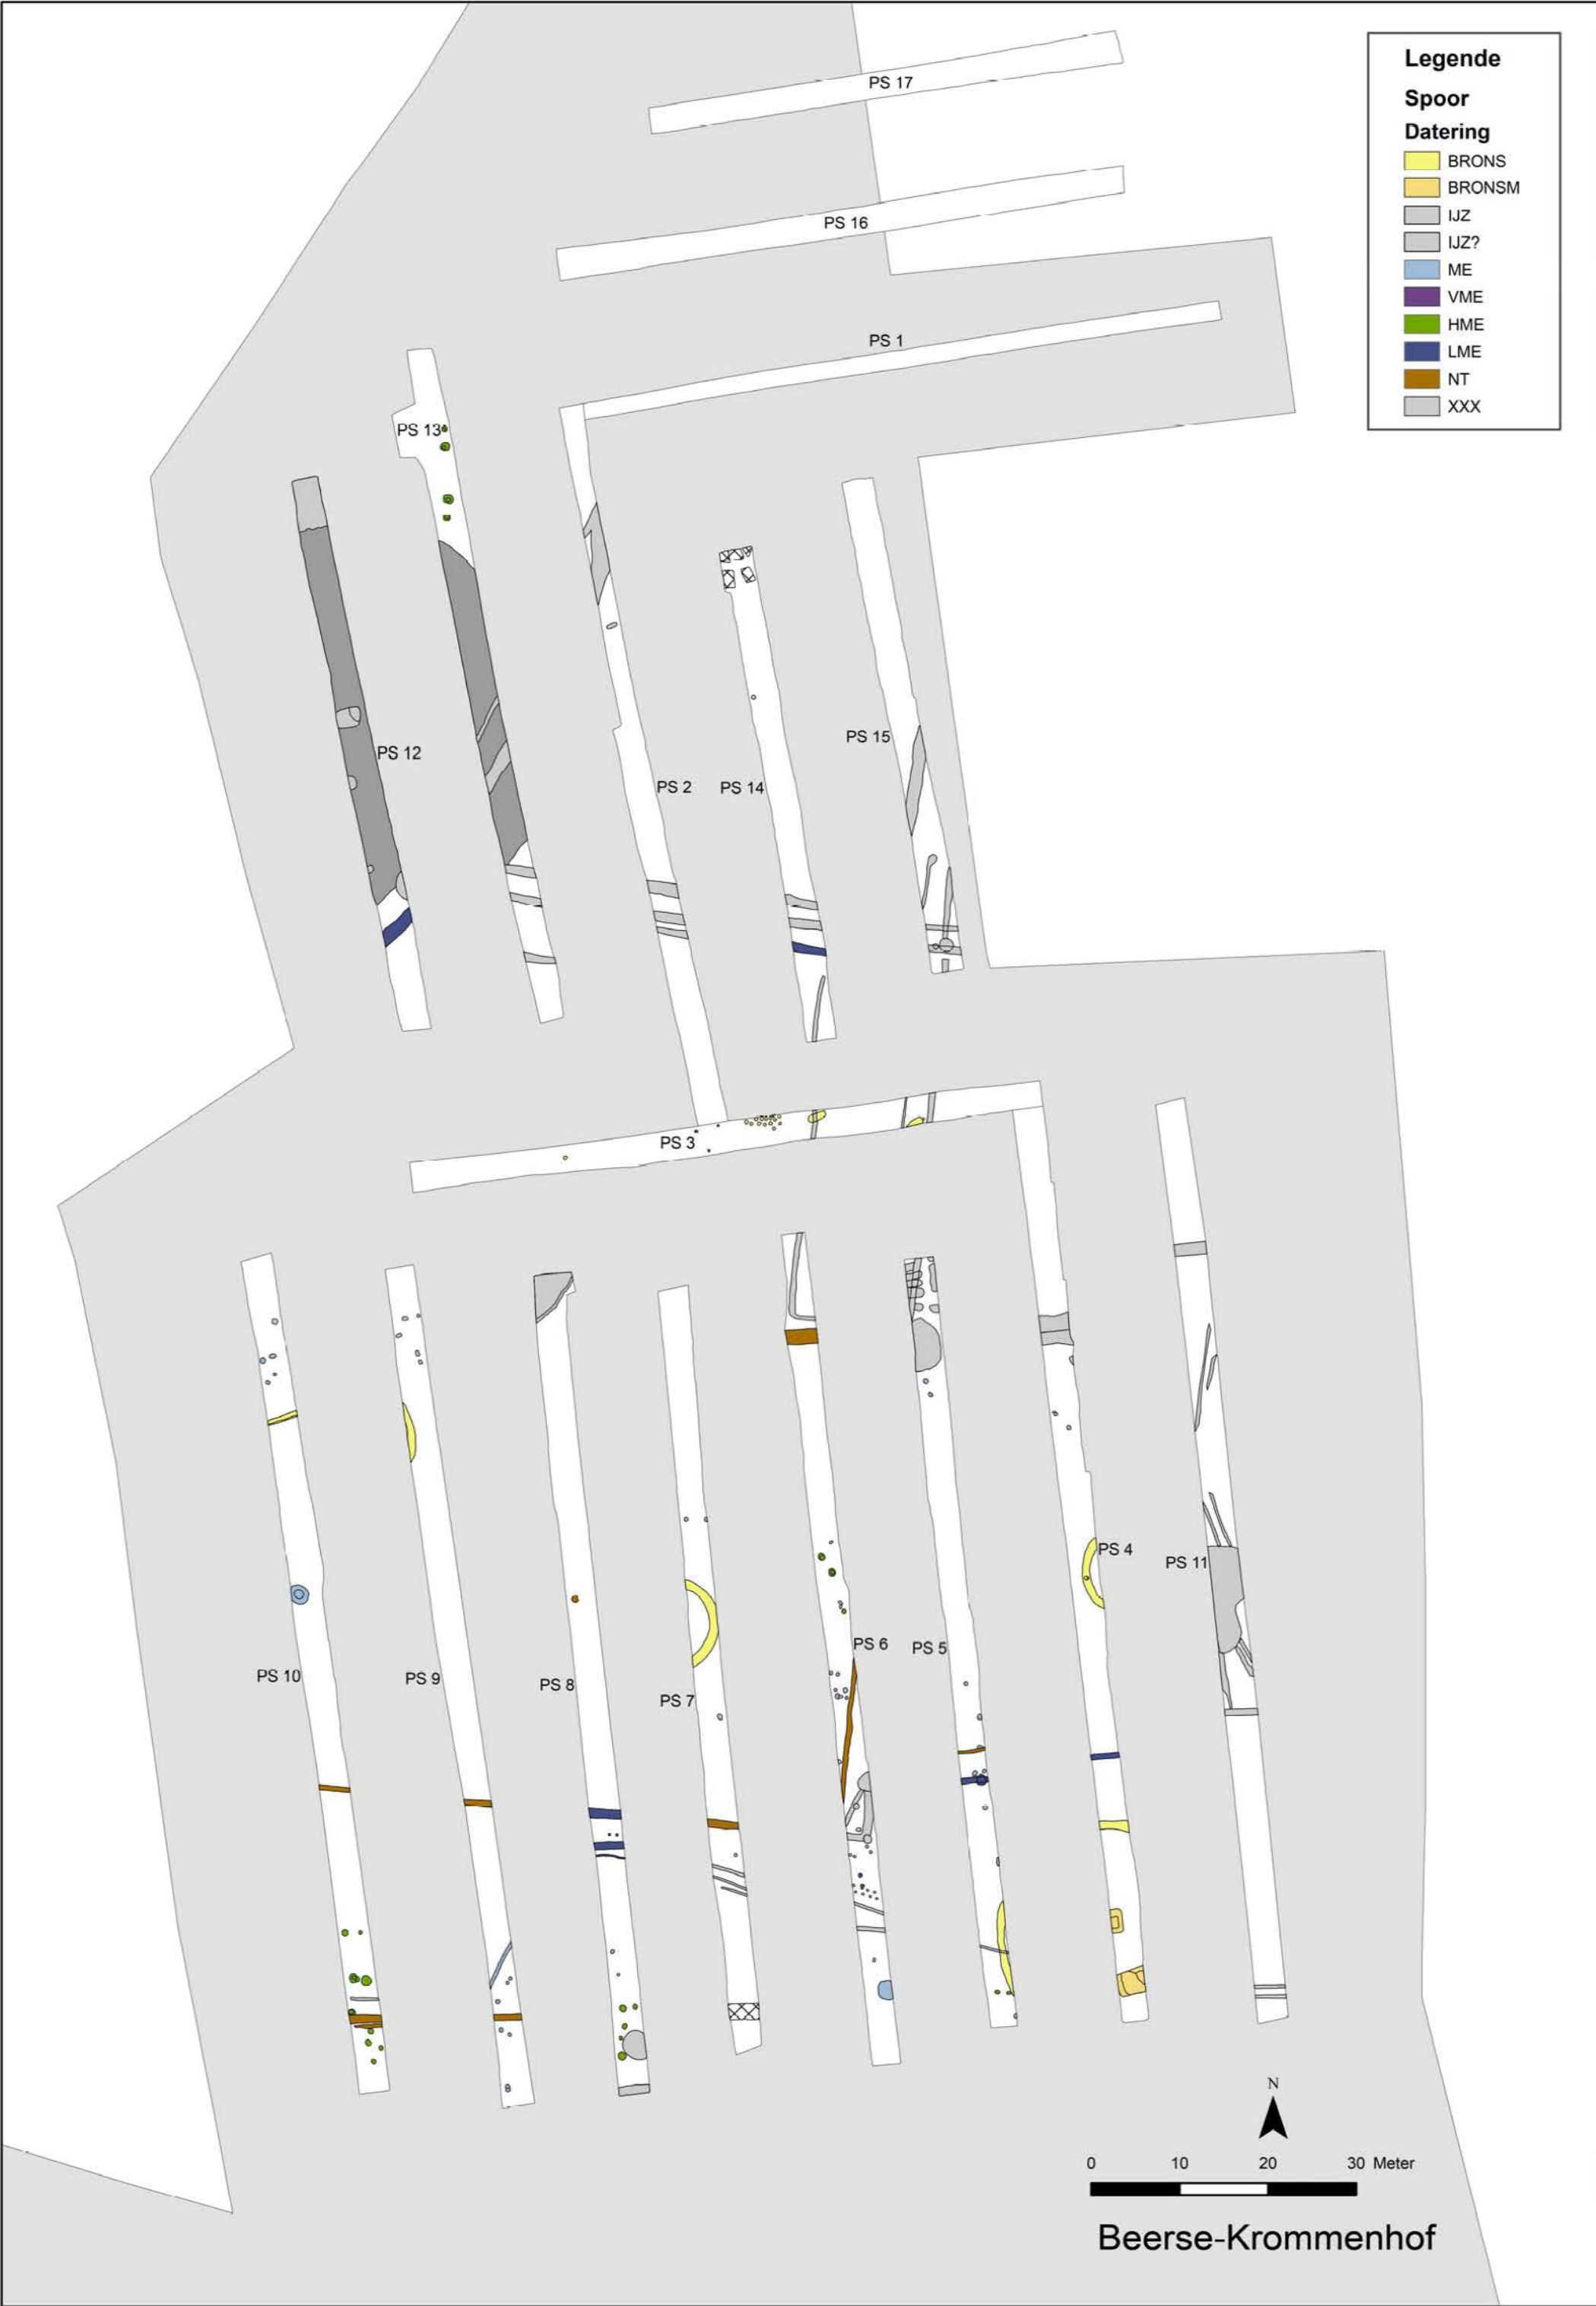 Legende
Spoor
Datering
BRONS
BRONSM
IJZ
IJZ?
ME
VME
HME
LME
NT
XXX
PS 17
PS 16
PS 1
PS 13
PS 12
PS 2
PS 14
PS 15
PS 3
PS 4
PS 11
PS 6
PS 5
PS 10
PS 9
PS 8
PS 7
N
0 10 20 30 Meter
Beerse-Krommenhof